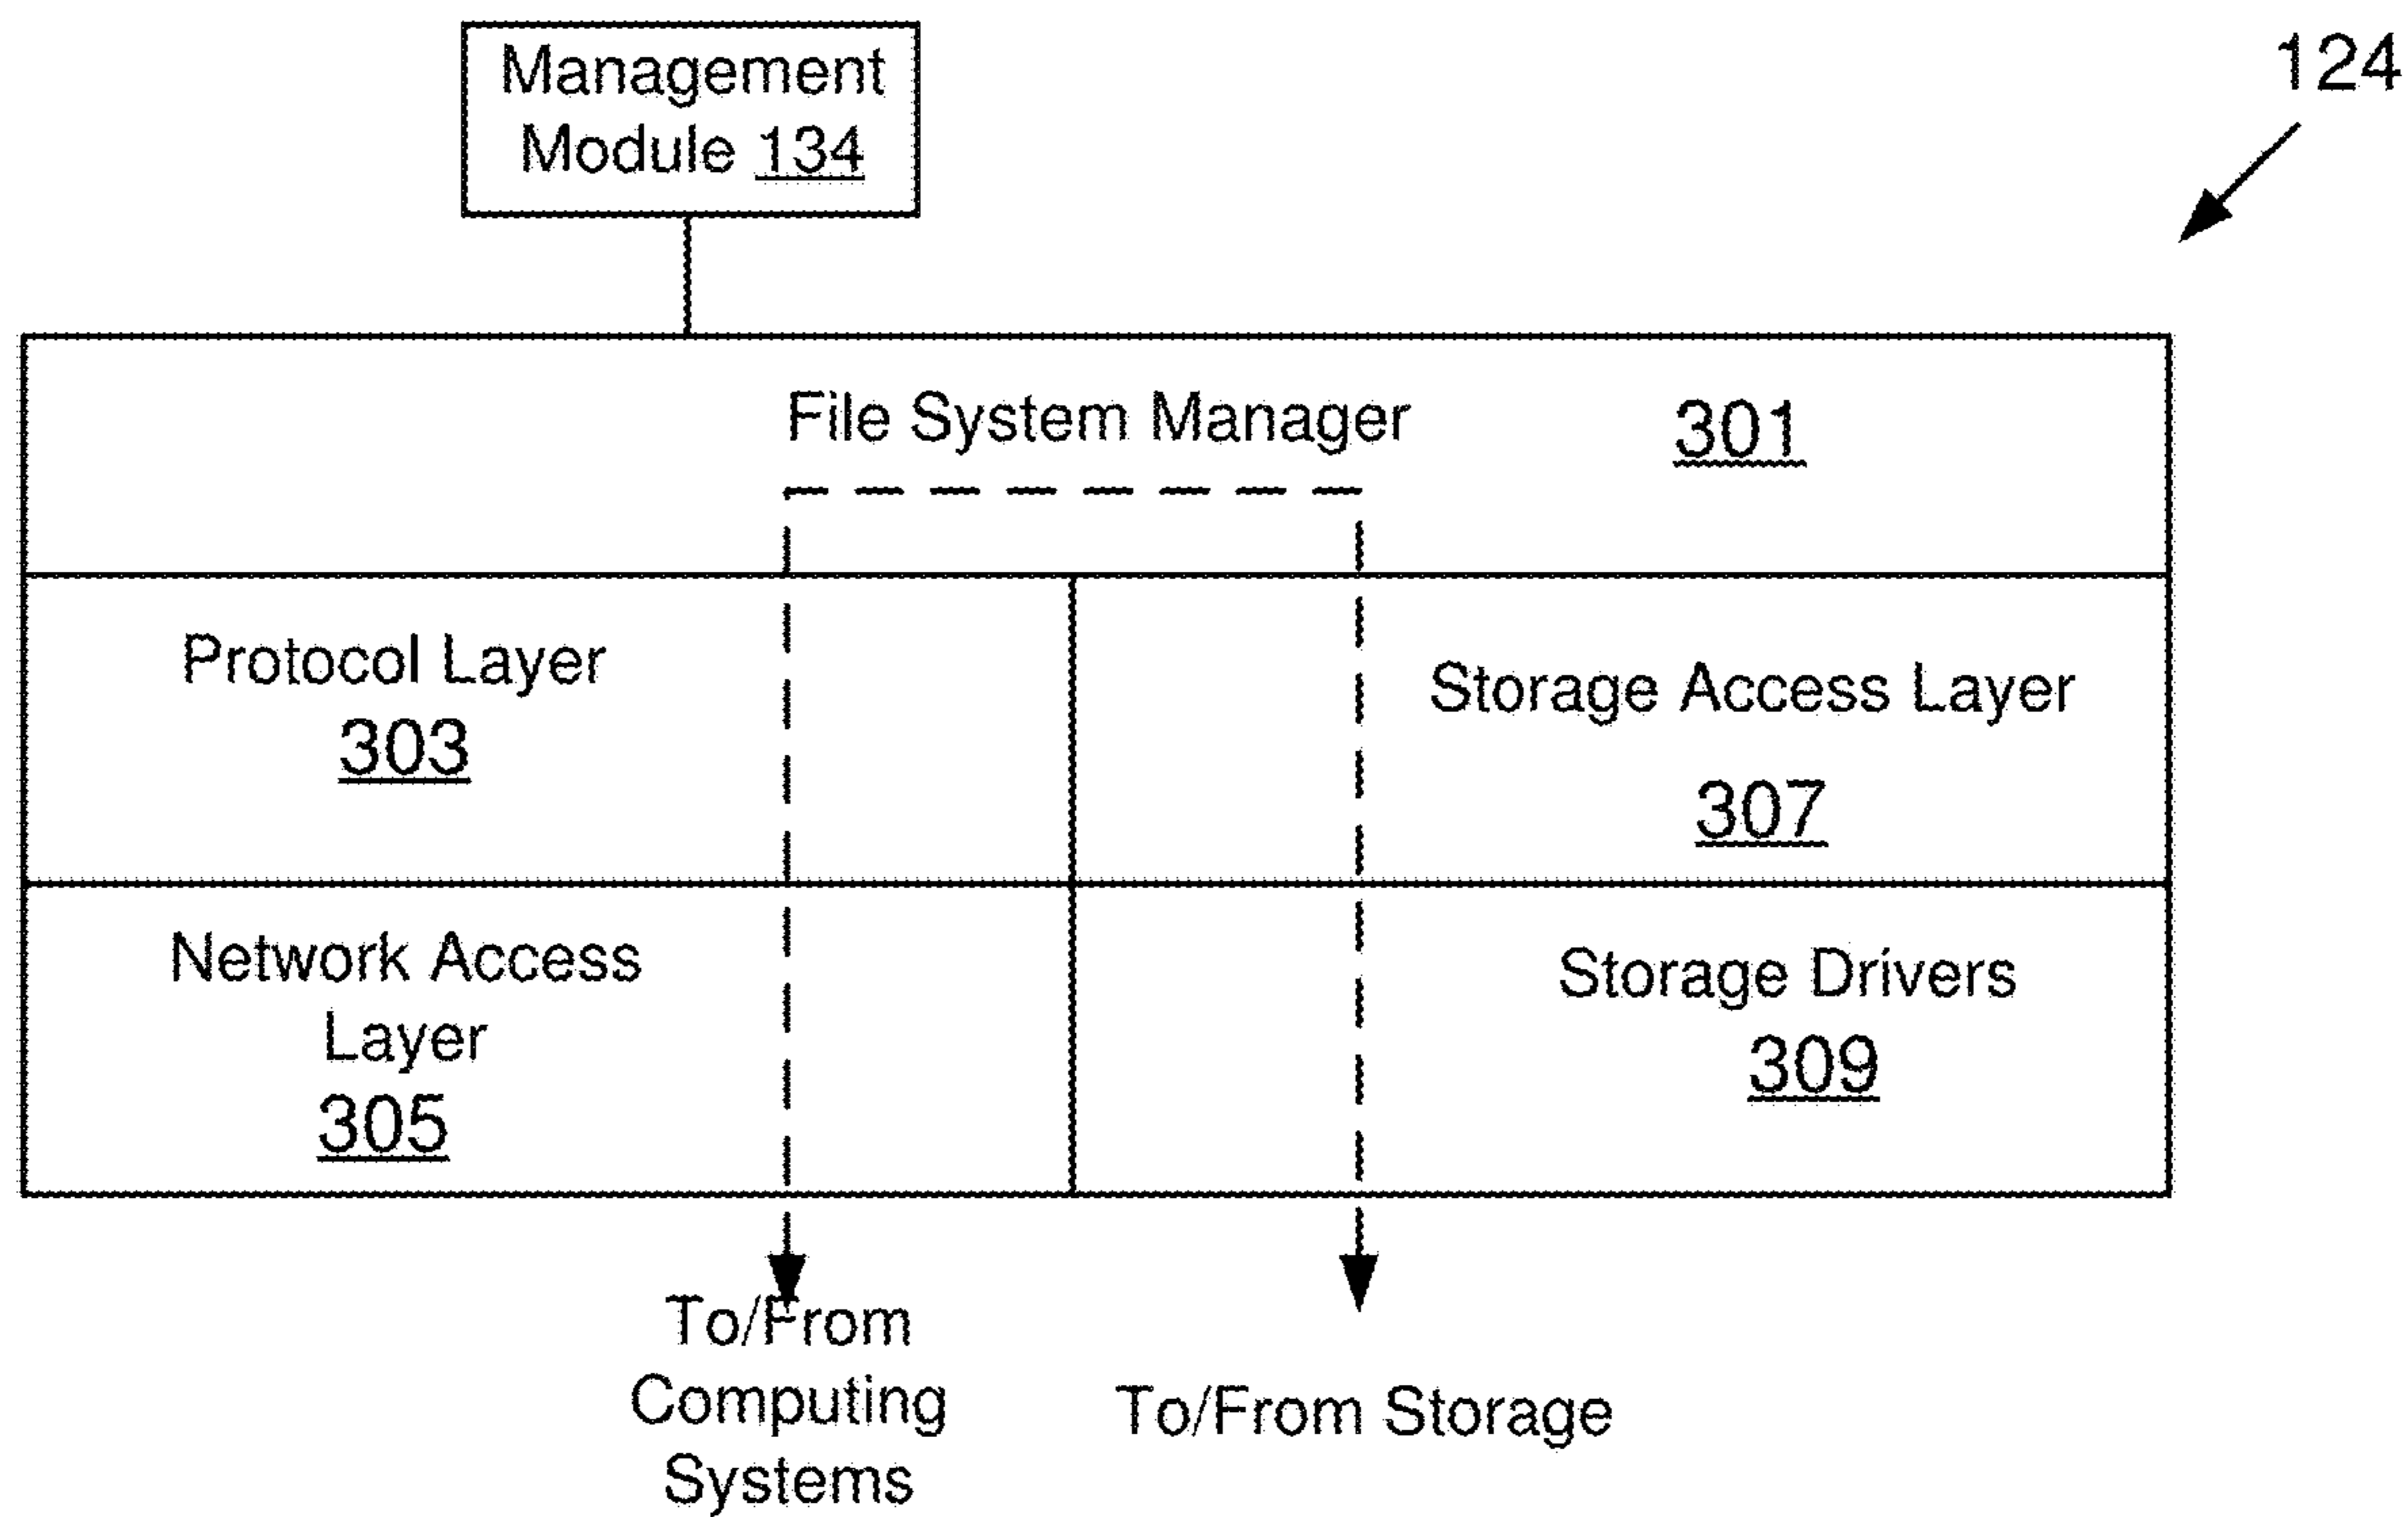 Management
Module 134
124
File System Manager 301
Protocol Layer
303
Storage Access Layer
307
Network Access
Layer
305
Storage Drivers
309
To/From
Computing
Systems
To/From Storage